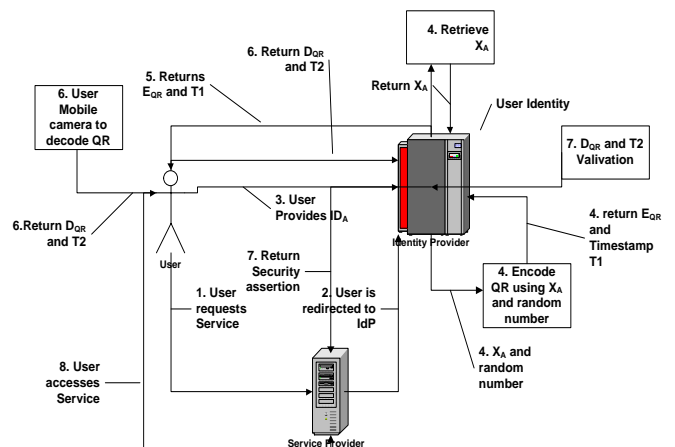 4. Retrieve
X_A
6. Return D_QR
and T2
5. Returns
E_QR and T1
Return X_A
User Identity
6. User
Mobile
camera to
decode QR
7. D_QR and T2
Valivation
3. User
Provides ID_A
6.Return D_QR
and T2
User
Identity Provider
4. return E_QR
and
Timestamp
T1
7. Return
Security
assertion
2. User is
redirected to
IdP
1. User
requests
Service
4. Encode
QR using X_A
and random
number
4. X_A and
random
number
8. User
accesses
Service
Service Provider